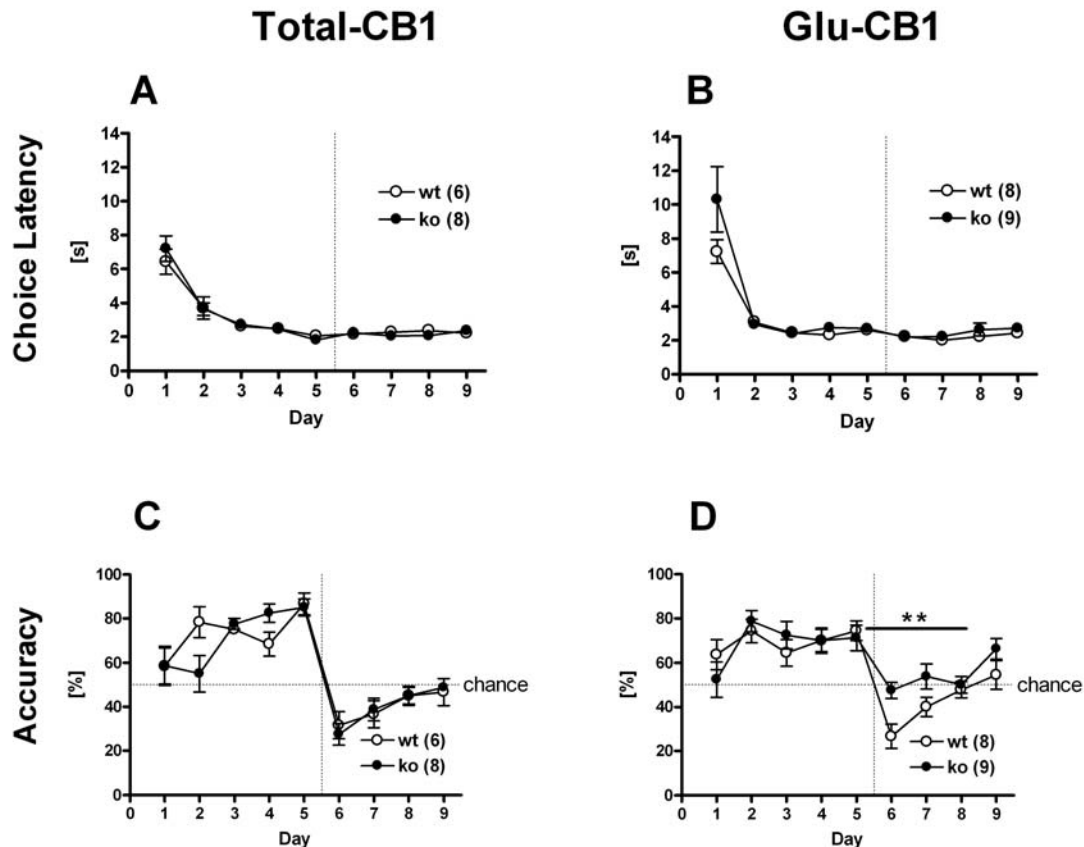 Total-CB1
Glu-CB1
A
Choice Latency
[s]
14
12
10
8
6
4
2
0
wt (6)
ko (8)
0 1 2 3 4 5 6 7 8 9
Day
B
[s]
14
12
10
8
6
4
2
0
wt (8)
ko (9)
0 1 2 3 4 5 6 7 8 9
Day
C
Accuracy
[%]
100
80
60
40
20
0
chance
wt (6)
ko (8)
0 1 2 3 4 5 6 7 8 9
Day
D
[%]
100
80
60
40
20
0
**
chance
wt (8)
ko (9)
0 1 2 3 4 5 6 7 8 9
Day